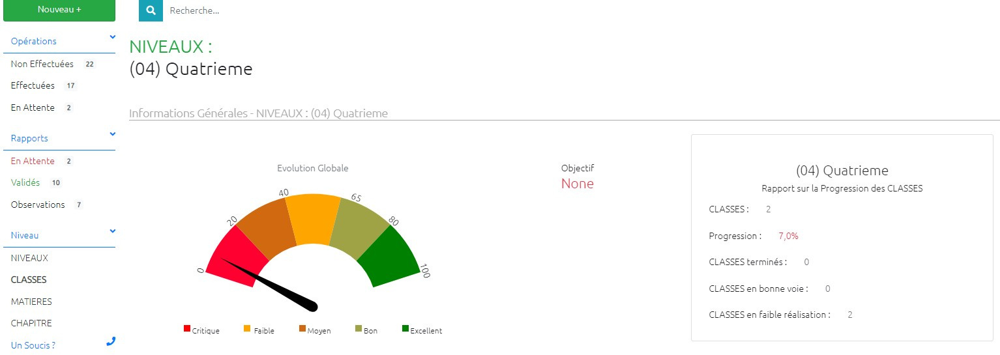 Nouveau +
Recherche...
Opérations
Non Effectuées 22
Effectuées 17
En Attente 2
Rapports
En Attente 2
Validés 10
Observations 7
Niveau
NIVEAUX
CLASSES
MATIERES
CHAPITRE
Un Soucis ?
NIVEAUX :
(04) Quatrieme
Informations Générales - NIVEAUX : (04) Quatrieme
Evolution Globale
0
20
40
65
80
100
Critique Faible Moyen Bon Excellent
Objectif
None
(04) Quatrieme
Rapport sur la Progression des CLASSES
CLASSES : 2
Progression : 7,0%
CLASSES terminés : 0
CLASSES en bonne voie : 0
CLASSES en faible réalisation : 2